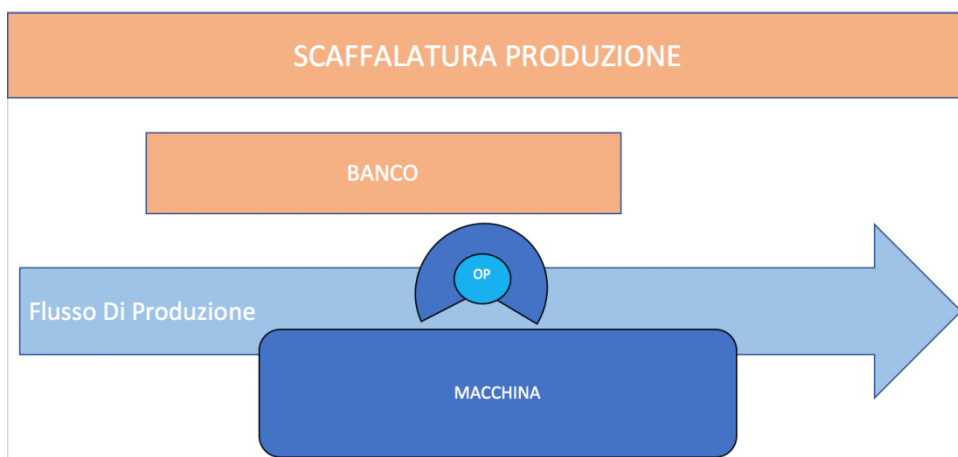 SCAFFALATURA PRODUZIONE
BANCO
OP
Flusso Di Produzione
MACCHINA